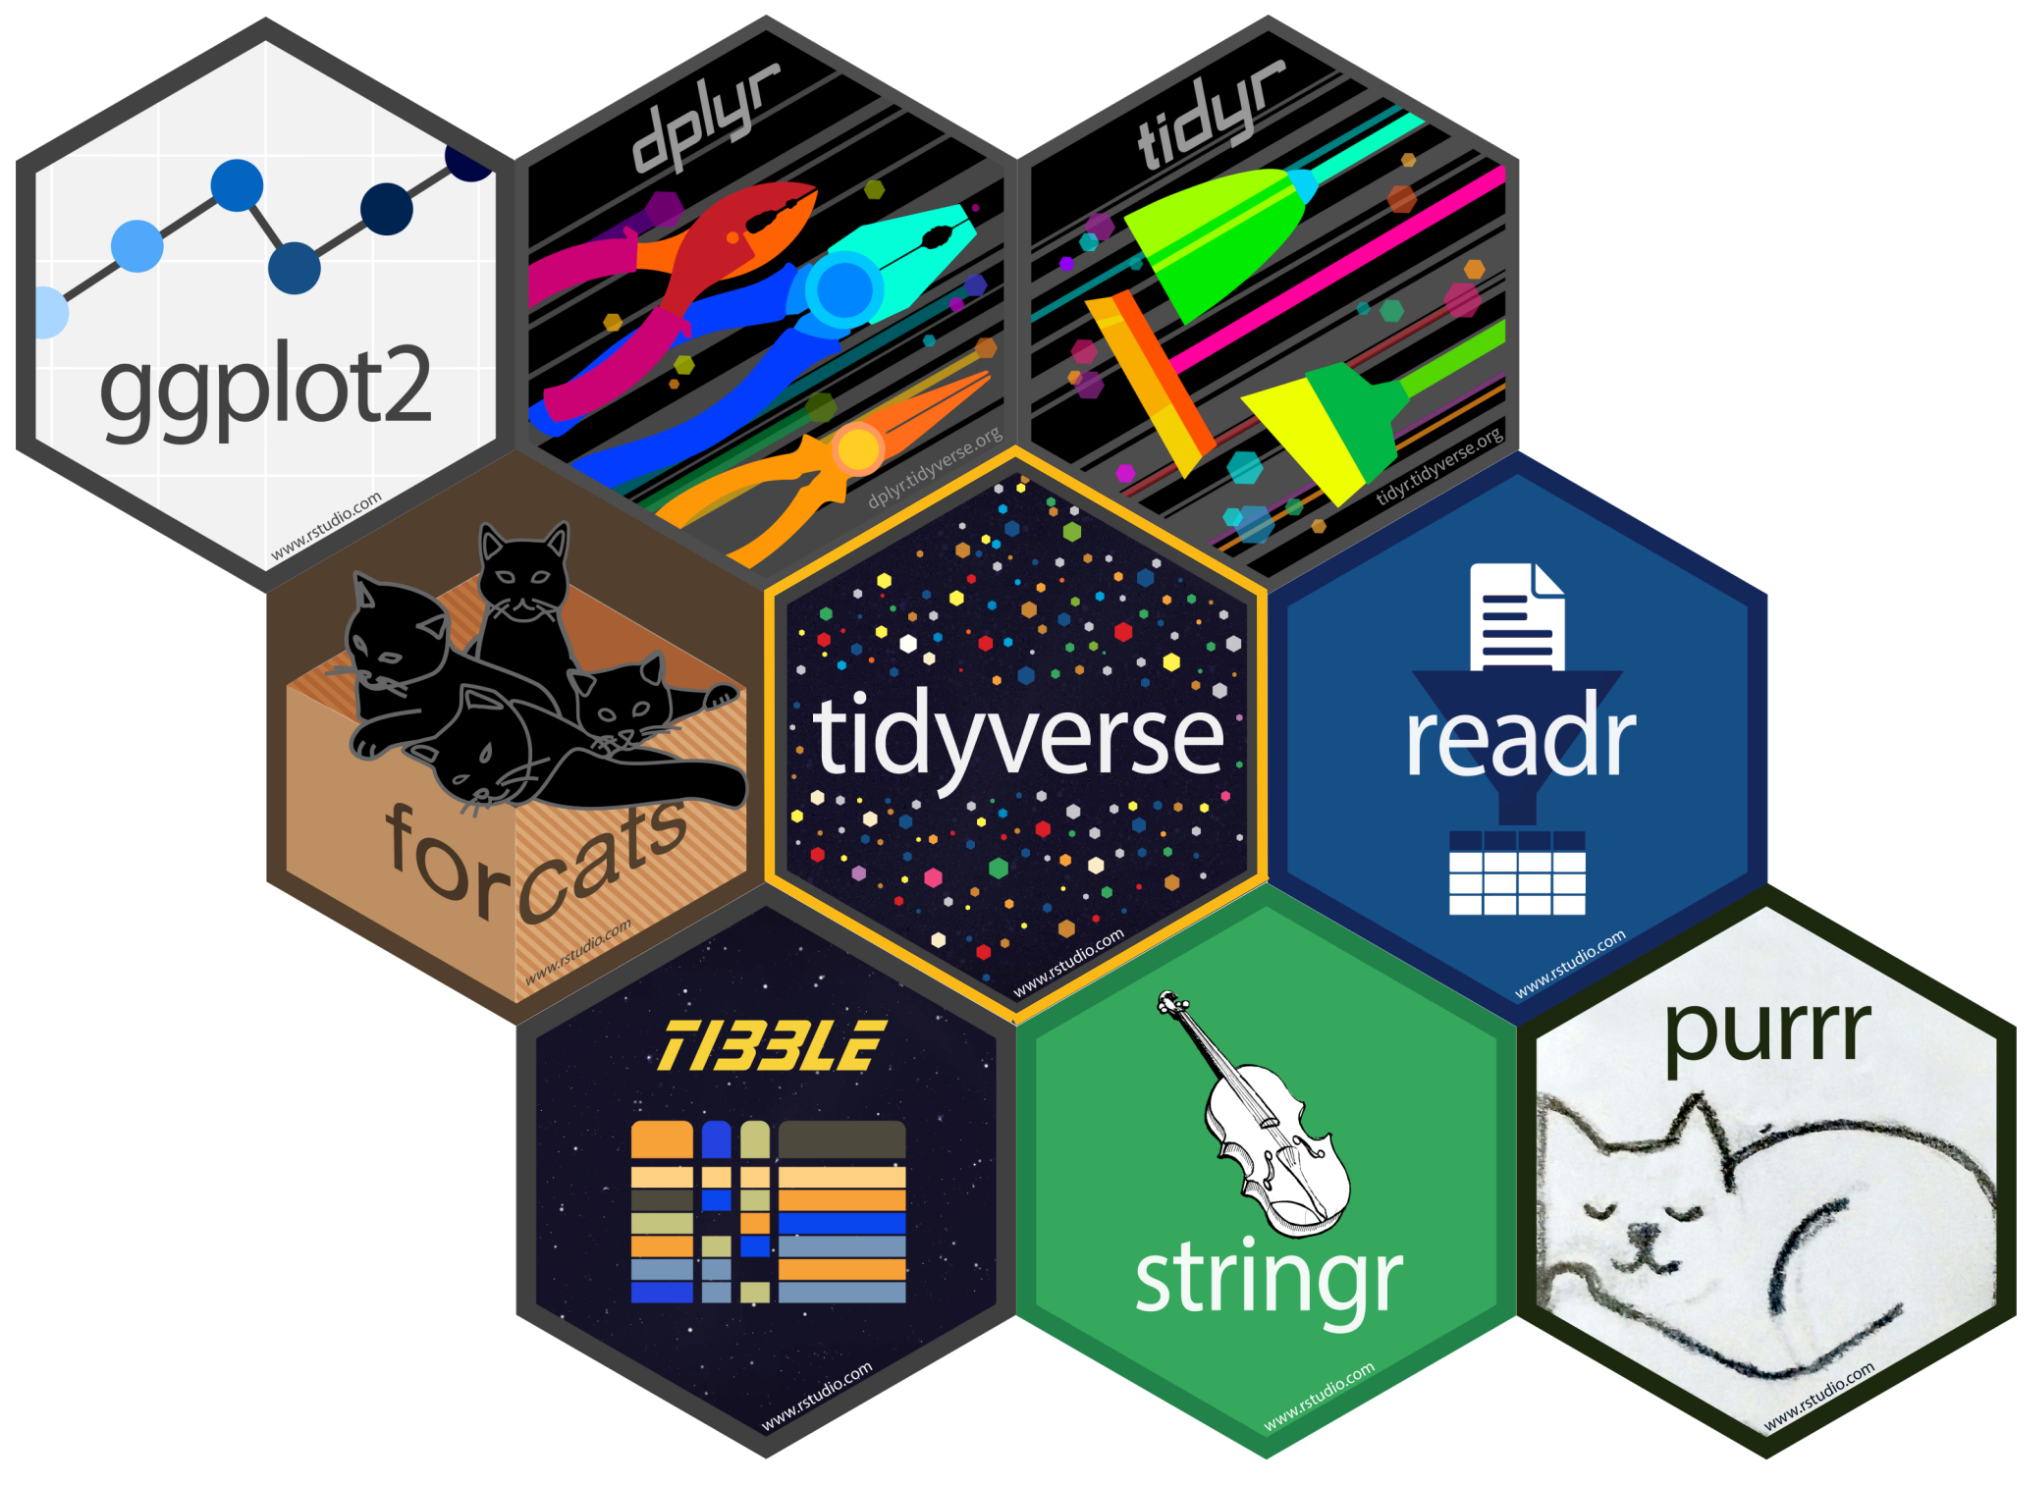 ggplot2
www.rstudio.com
dplyr
dplyr.tidyverse.org
tidyr
tidyr.tidyverse.org
forcats
www.rstudio.com
tidyverse
www.rstudio.com
readr
www.rstudio.com
TIBBLE
www.rstudio.com
stringr
www.rstudio.com
purrr
www.rstudio.com